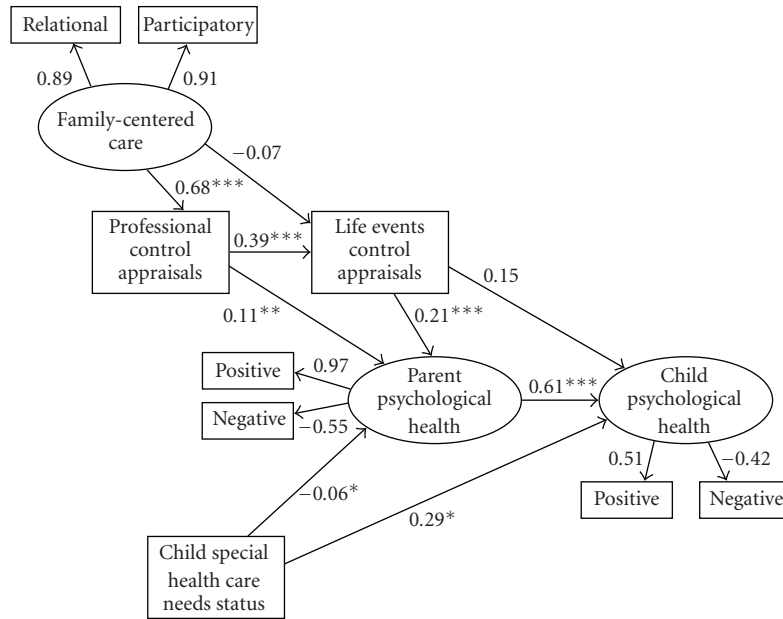 Relational
Participatory
0.89
0.91
Family-centered
care
−0.07
0.68∗∗∗
Professional
control
appraisals
0.39∗∗∗
Life events
control
appraisals
0.15
0.11∗∗
0.21∗∗∗
Positive
0.97
Negative
−0.55
Parent
psychological
health
0.61∗∗∗
Child
psychological
health
0.51
−0.42
Positive
Negative
−0.06∗
0.29∗
Child special
health care
needs status